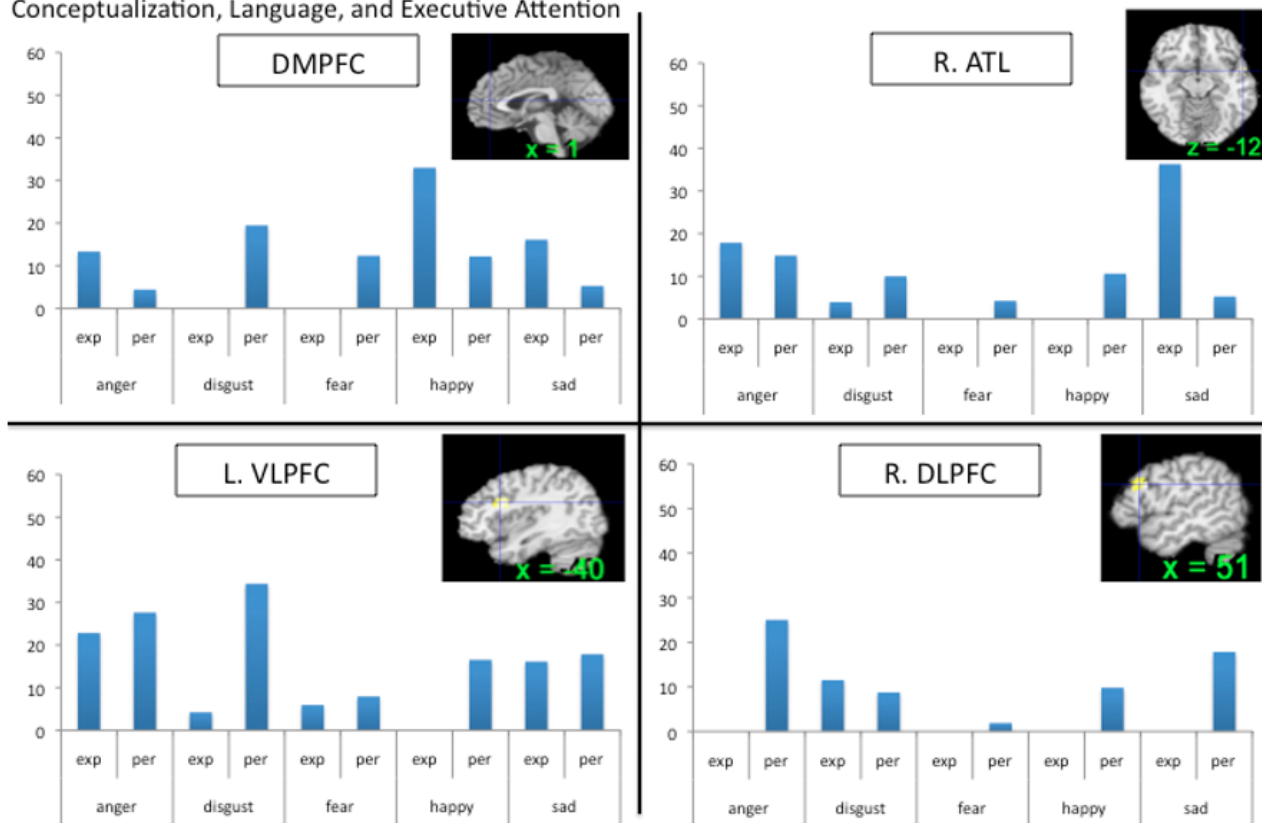 Conceptualization, Language, and Executive Attention
DMPFC
x = 1
60
50
40
30
20
10
0
exp per exp per exp per exp per exp per
anger disgust fear happy sad
R. ATL
z = -12
60
50
40
30
20
10
0
exp per exp per exp per exp per exp per
anger disgust fear happy sad
L. VLPFC
x = -40
60
50
40
30
20
10
0
exp per exp per exp per exp per exp per
anger disgust fear happy sad
R. DLPFC
x = 51
60
50
40
30
20
10
0
exp per exp per exp per exp per exp per
anger disgust fear happy sad